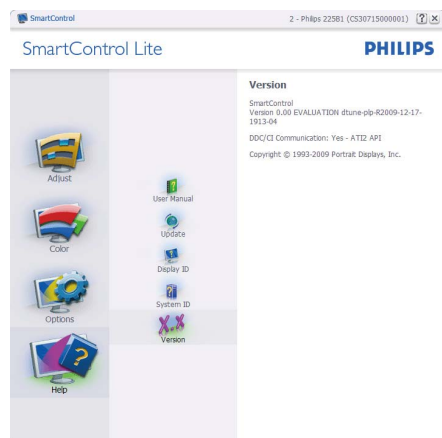 SmartControl
2 - Philips 225B1 (CS30715000001)
? ×
SmartControl Lite
PHILIPS
Adjust
Color
Options
Help
User Manual
Update
Display ID
System ID
Version
Version
SmartControl
Version 0.00 EVALUATION dtune-plp-R2009-12-17-
1913-04
DDC/CI Communication: Yes - ATI2 API
Copyright © 1993-2009 Portrait Displays, Inc.